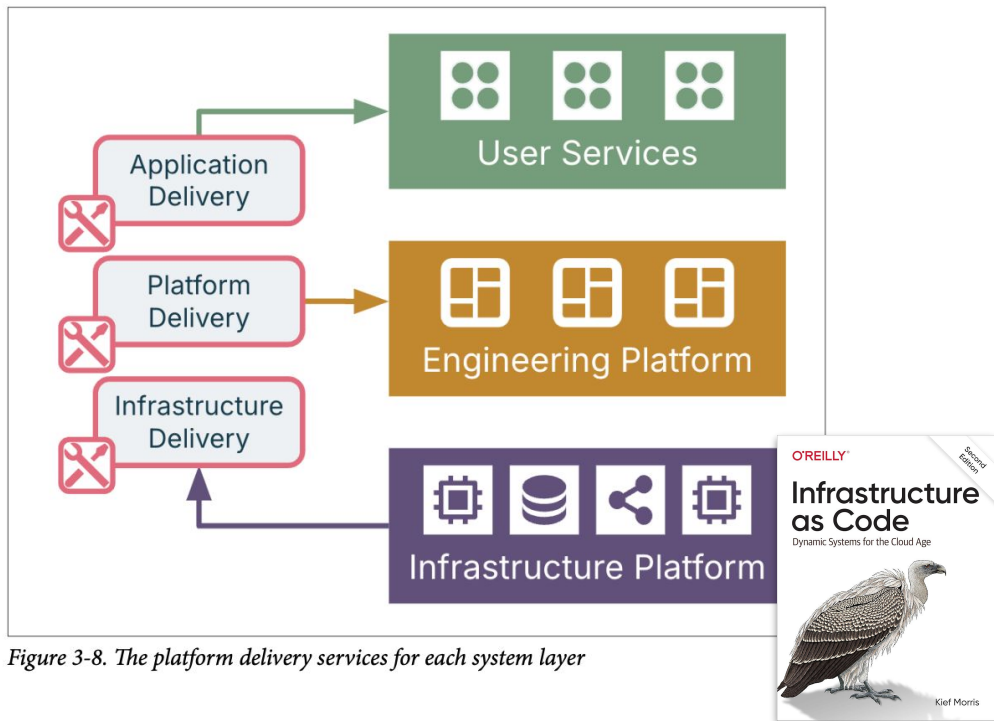 User Services
Application
Delivery
Platform
Delivery
Engineering Platform
Infrastructure
Delivery
Infrastructure Platform
Figure 3-8. The platform delivery services for each system layer
O'REILLY®
Second
Edition
Infrastructure
as Code
Dynamic Systems for the Cloud Age
Kief Morris